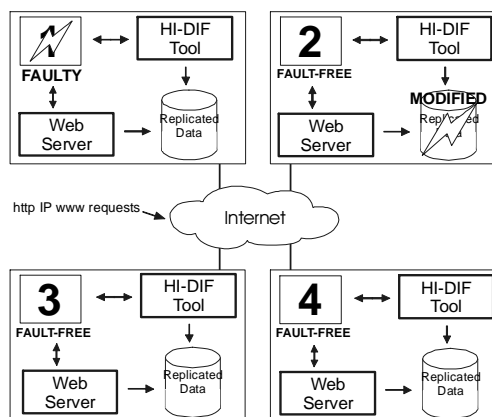 HI-DIF
Tool
FAULTY
Web
Server
Replicated
Data
2
HI-DIF
Tool
FAULT-FREE
MODIFIED
Web
Server
Replicated
Data
http IP www requests
Internet
3
HI-DIF
Tool
FAULT-FREE
Web
Server
Replicated
Data
4
HI-DIF
Tool
FAULT-FREE
Web
Server
Replicated
Data